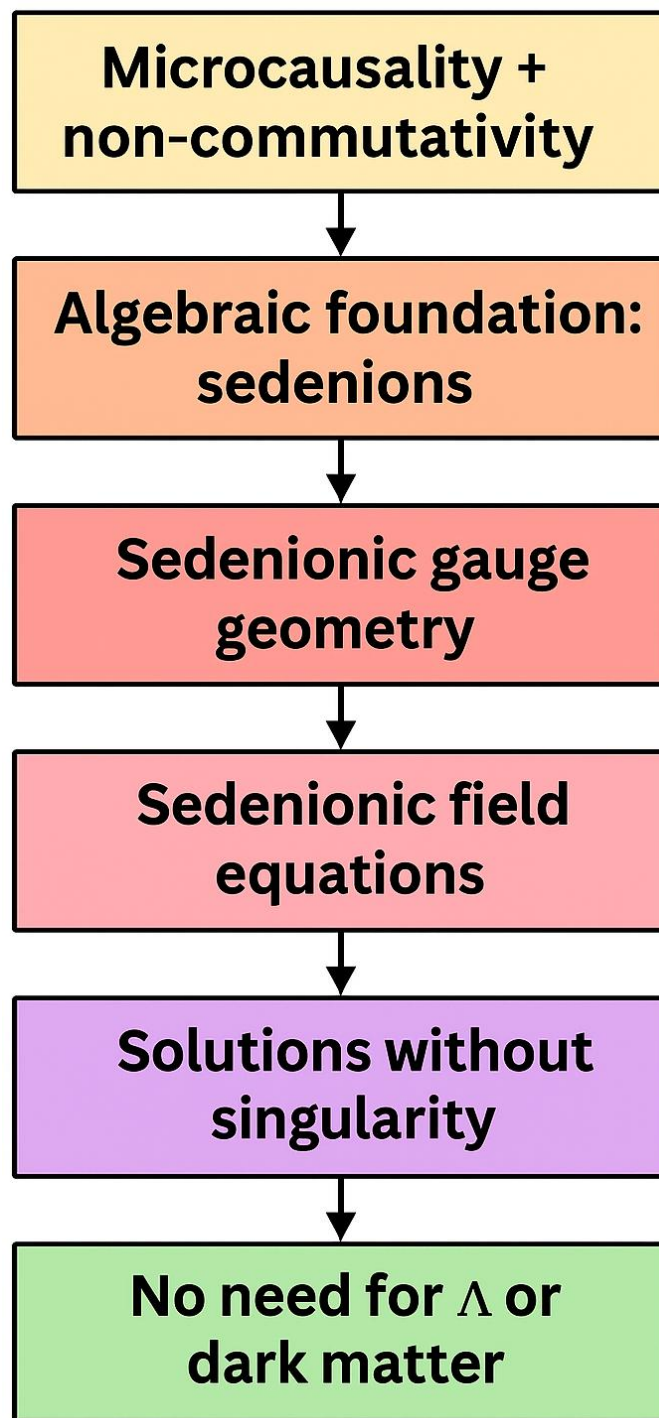 Microcausality +
non-commutativity
Algebraic foundation:
sedenions
Sedenionic gauge
geometry
Sedenionic field
equations
Solutions without
singularity
No need for Λ or
dark matter